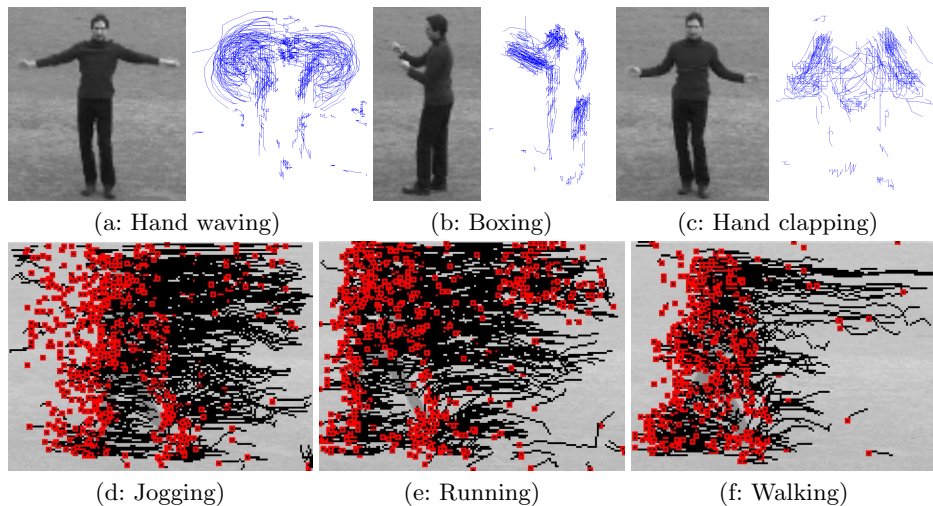 (a: Hand waving)
(b: Boxing)
(c: Hand clapping)
(d: Jogging)
(e: Running)
(f: Walking)